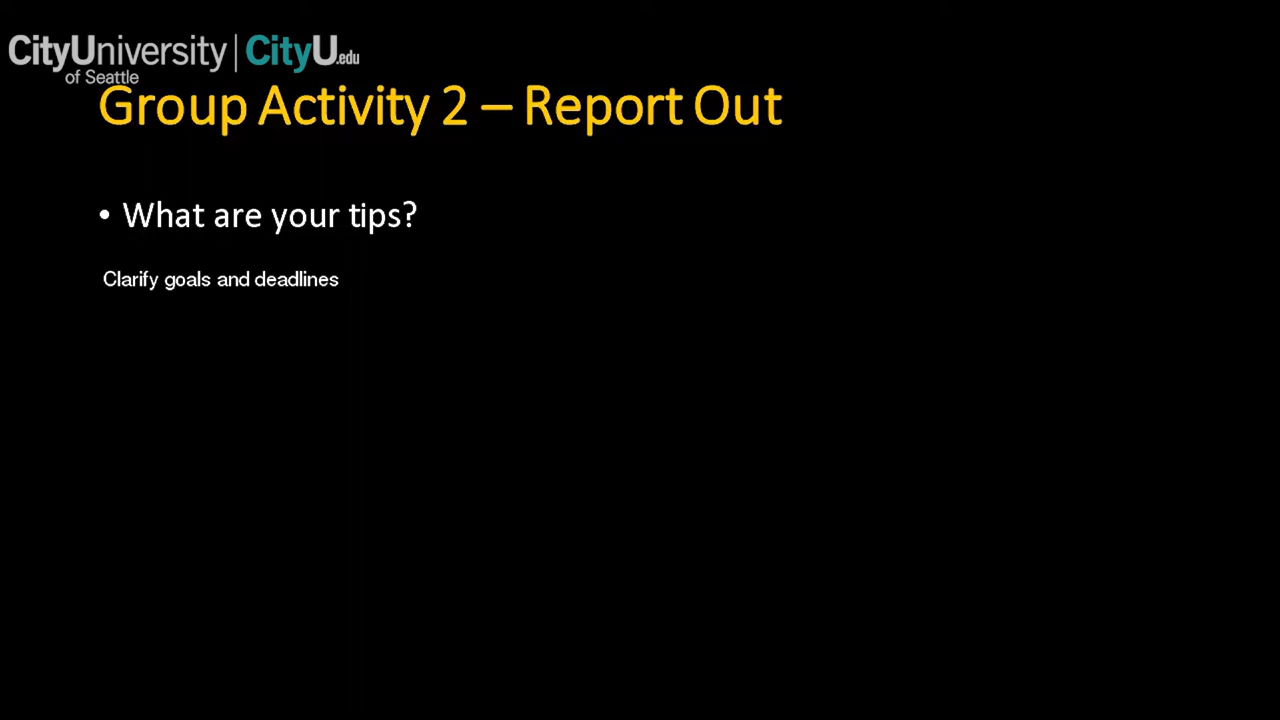 CityUniversity | CityU.edu
of Seattle
Group Activity 2 – Report Out
• What are your tips?
Clarify goals and deadlines